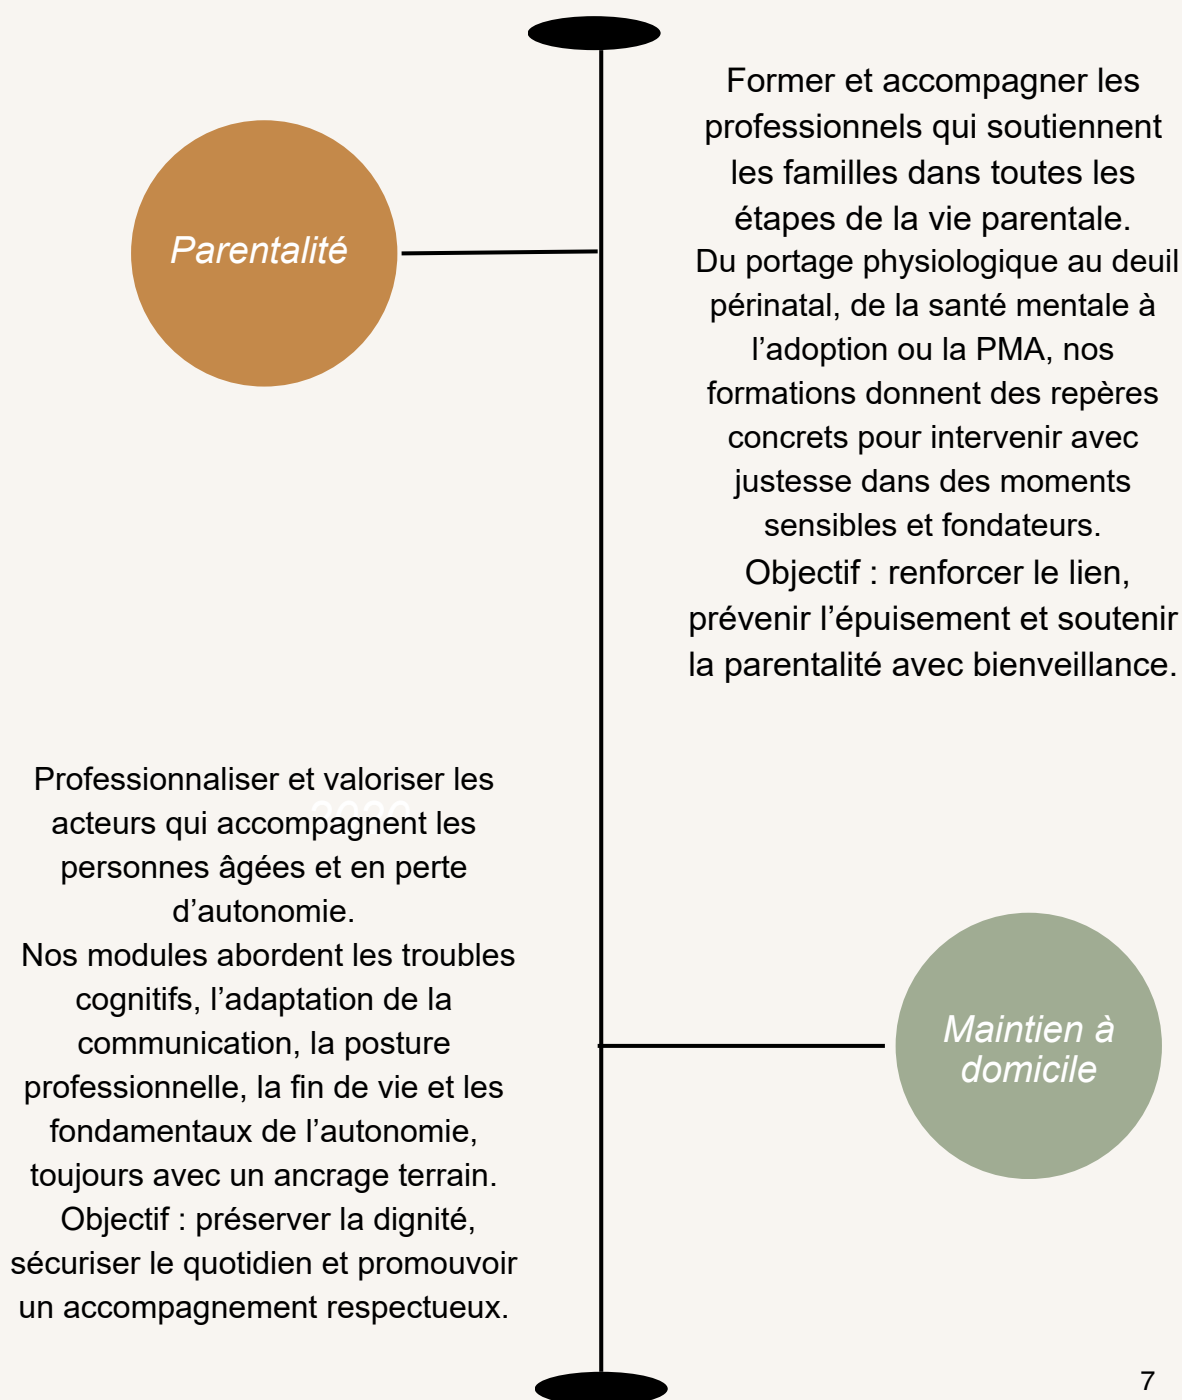 Parentalité
Former et accompagner les
professionnels qui soutiennent
les familles dans toutes les
étapes de la vie parentale.
Du portage physiologique au deuil
périnatal, de la santé mentale à
l’adoption ou la PMA, nos
formations donnent des repères
concrets pour intervenir avec
justesse dans des moments
sensibles et fondateurs.
Objectif : renforcer le lien,
prévenir l’épuisement et soutenir
la parentalité avec bienveillance.
Professionnaliser et valoriser les
acteurs qui accompagnent les
personnes âgées et en perte
d’autonomie.
Nos modules abordent les troubles
cognitifs, l’adaptation de la
communication, la posture
professionnelle, la fin de vie et les
fondamentaux de l’autonomie,
toujours avec un ancrage terrain.
Objectif : préserver la dignité,
sécuriser le quotidien et promouvoir
un accompagnement respectueux.
Maintien à
domicile
7